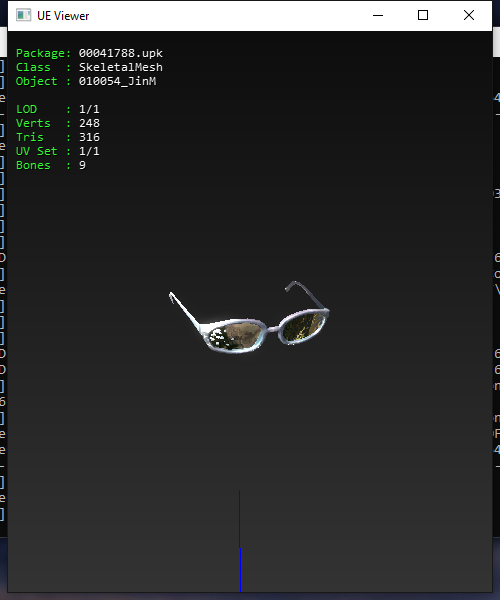 UE Viewer
Package: 00041788.upk
Class : SkeletalMesh
Object : 010054_JinM
LOD : 1/1
Verts : 248
Tris : 316
UV Set : 1/1
Bones : 9